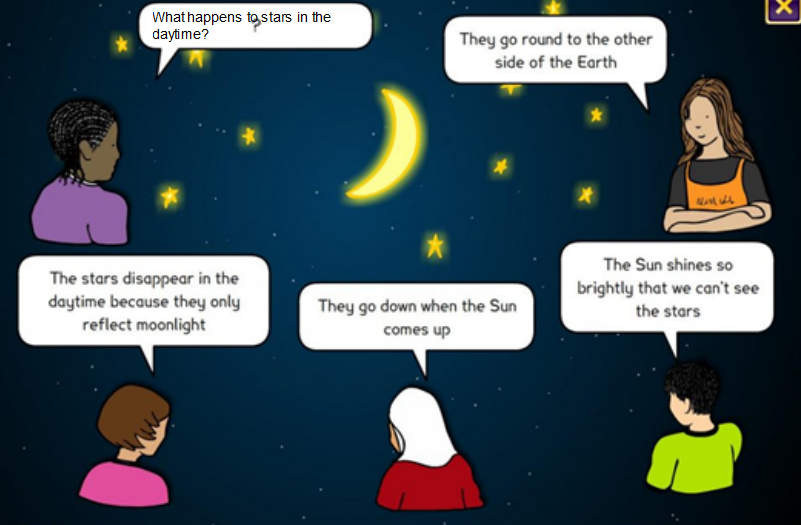 What happens to stars in the
?
daytime?
They go round to the other
side of the Earth
The stars disappear in the
daytime because they only
reflect moonlight
They go down when the Sun
comes up
The Sun shines so
brightly that we can't see
the stars